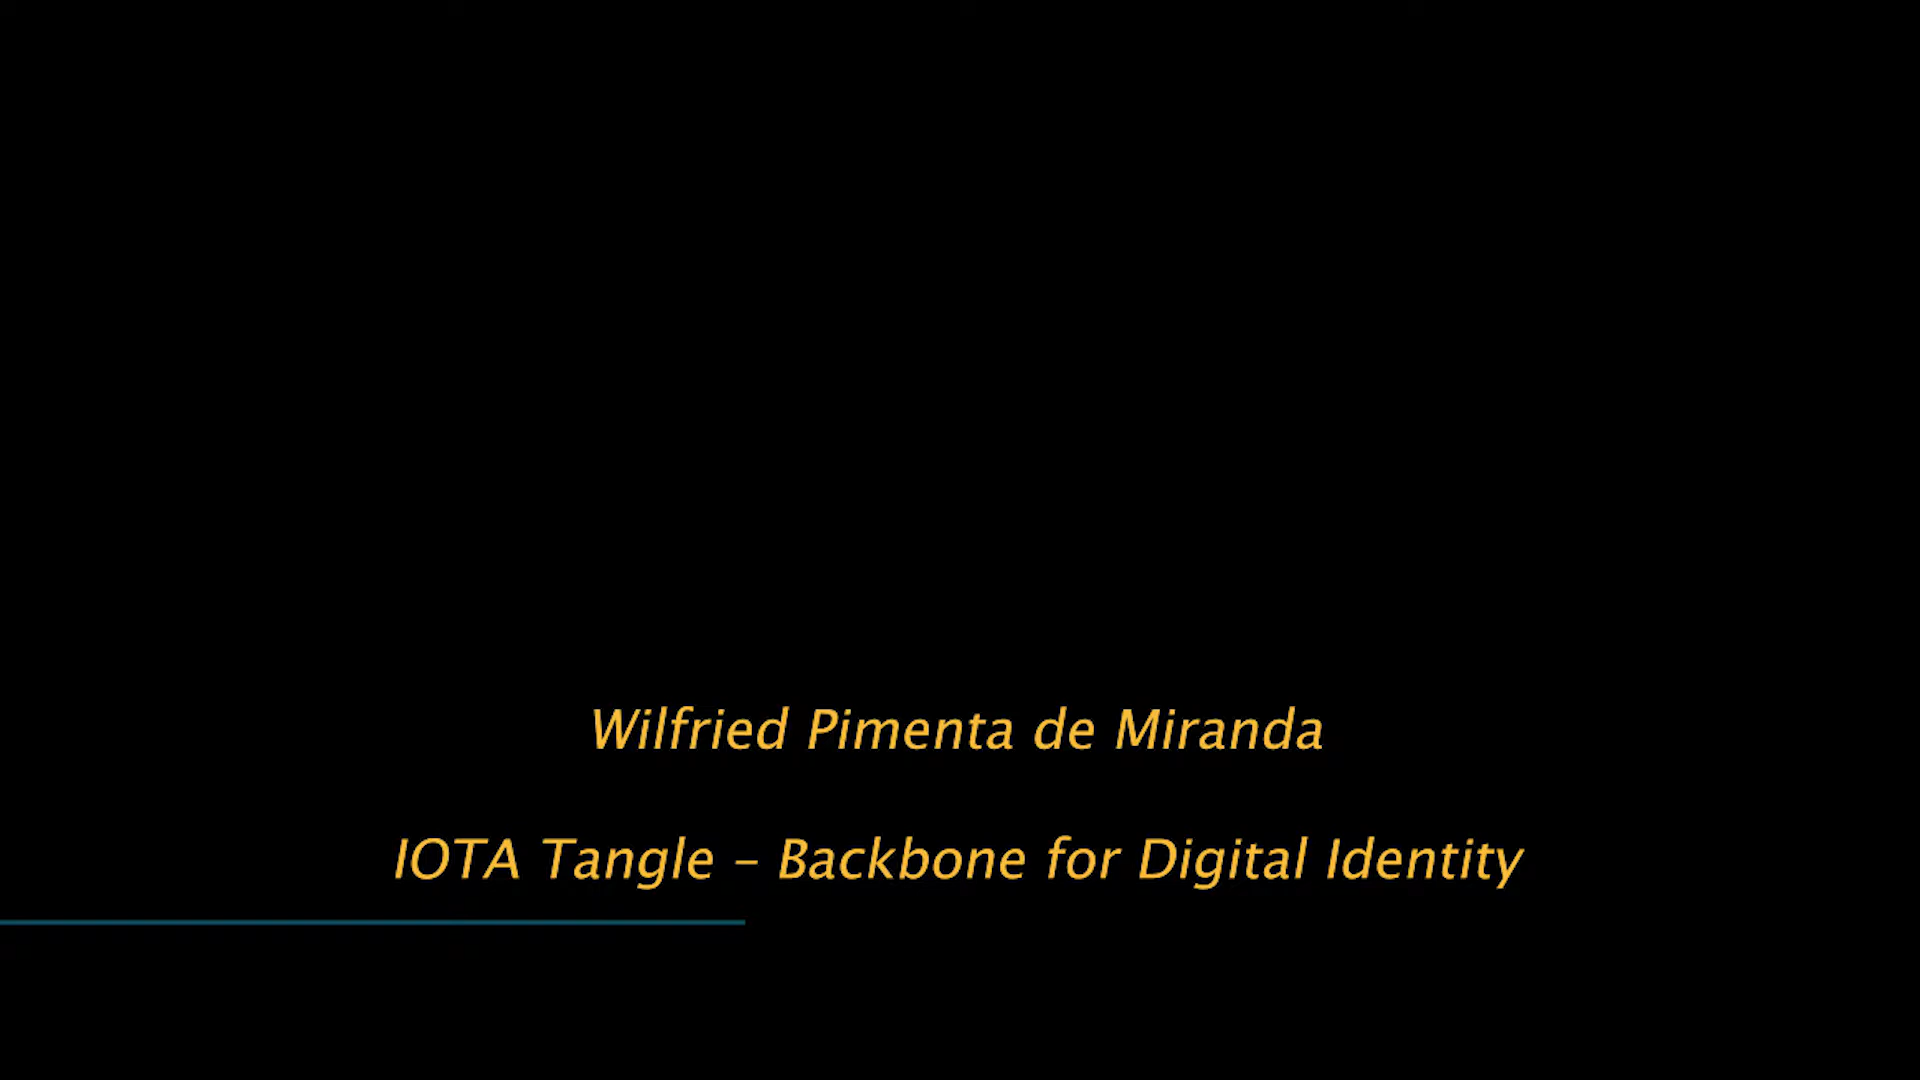 Wilfried Pimenta de Miranda
IOTA Tangle – Backbone for Digital Identity